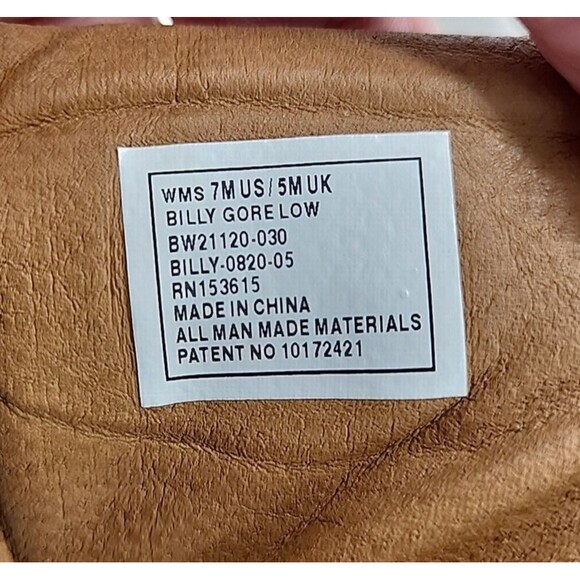 WMS 7M US / 5M UK
BILLY GORE LOW
BW21120-030
BILLY-0820-05
RN153615
MADE IN CHINA
ALL MAN MADE MATERIALS
PATENT NO 10172421